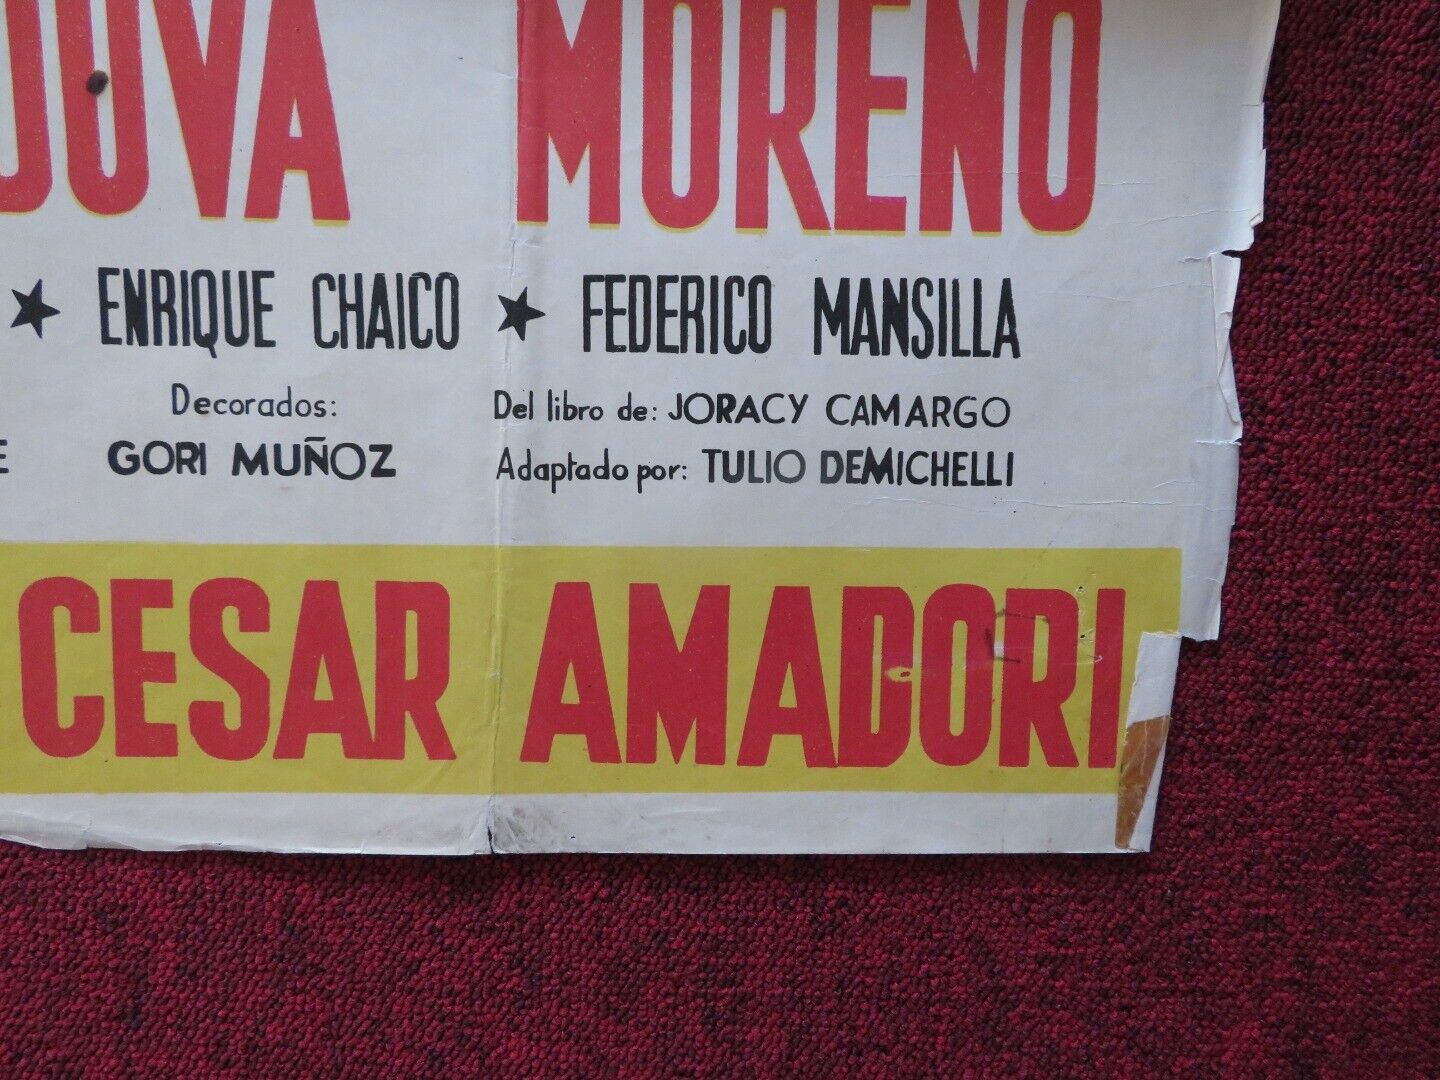 DOVA MORENO
★ ENRIQUE CHAICO ★ FEDERICO MANSILLA
Decorados: Del libro de: JORACY CAMARGO
E GORI MUÑOZ Adaptado por: TULIO DEMICHELLI
CESAR AMADORI